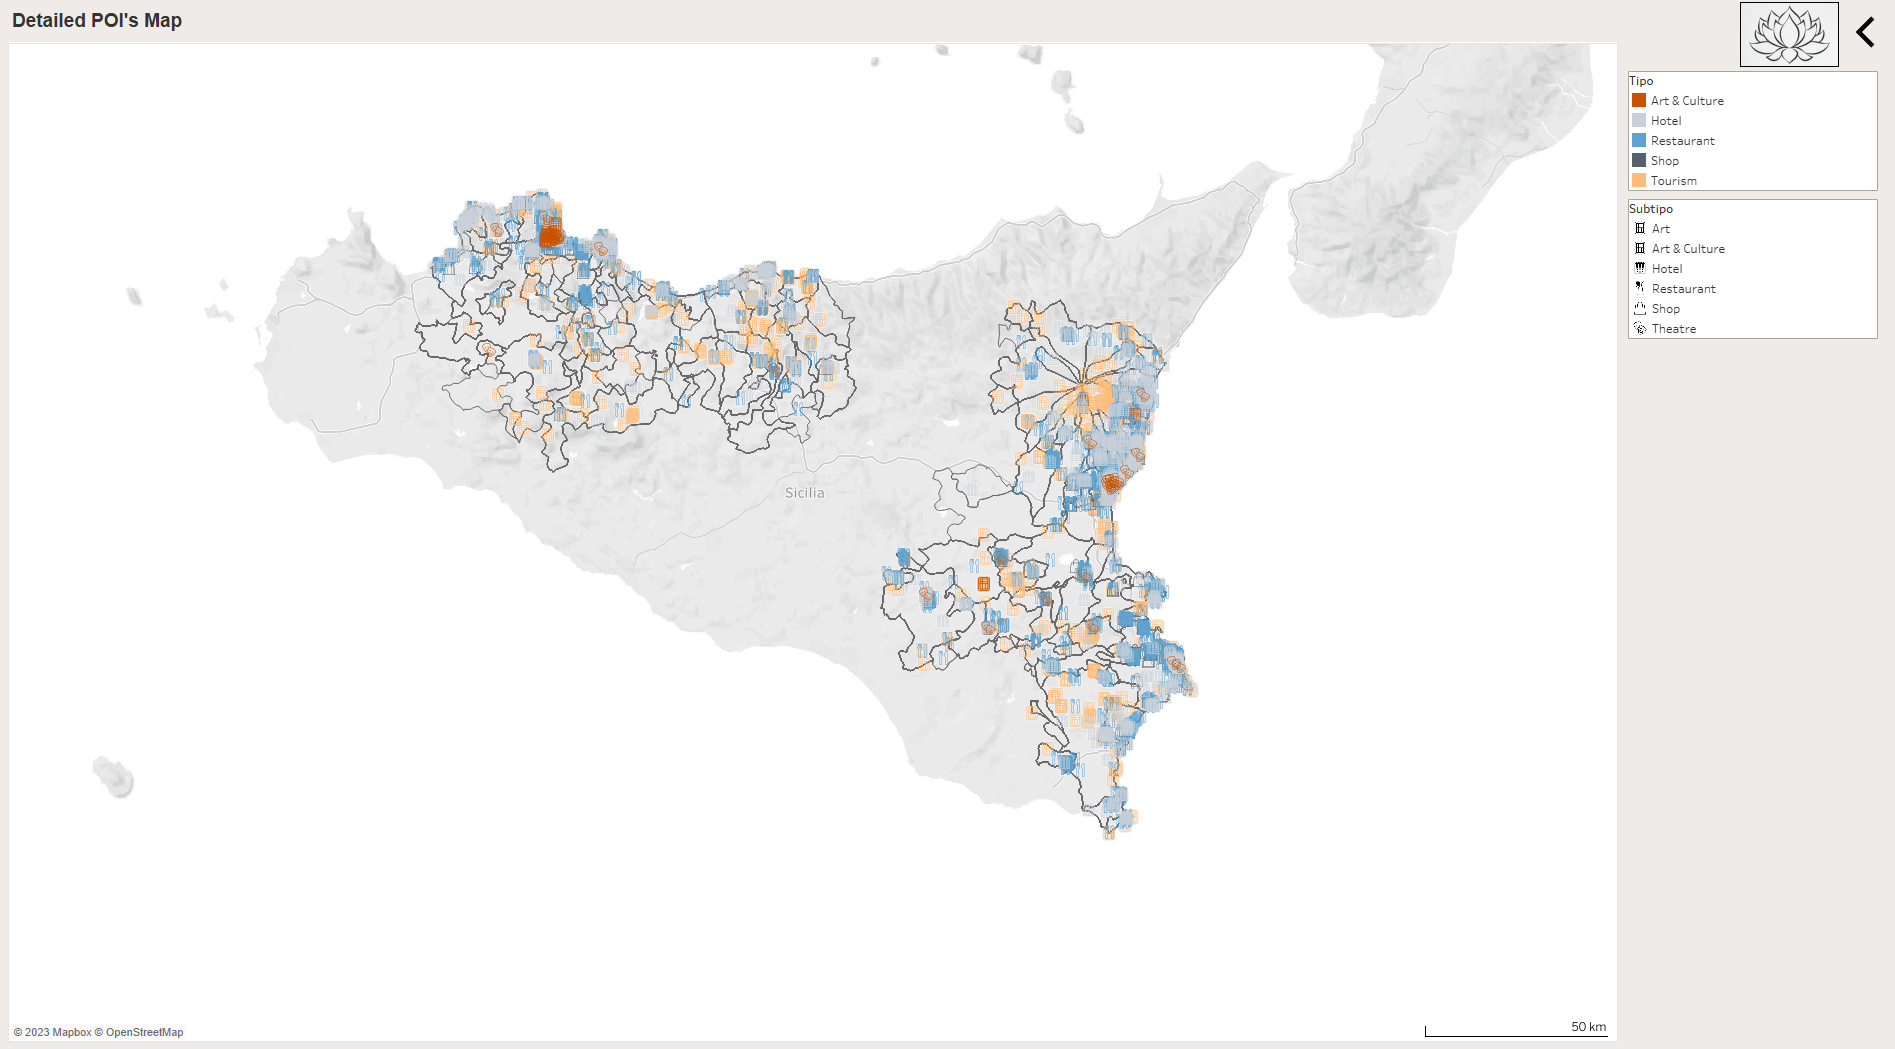 Detailed POI's Map
Tipo
Art & Culture
Hotel
Restaurant
Shop
Tourism
Subtipo
Art
Art & Culture
Hotel
Restaurant
Shop
Theatre
Sicilia
© 2023 Mapbox © OpenStreetMap
50 km